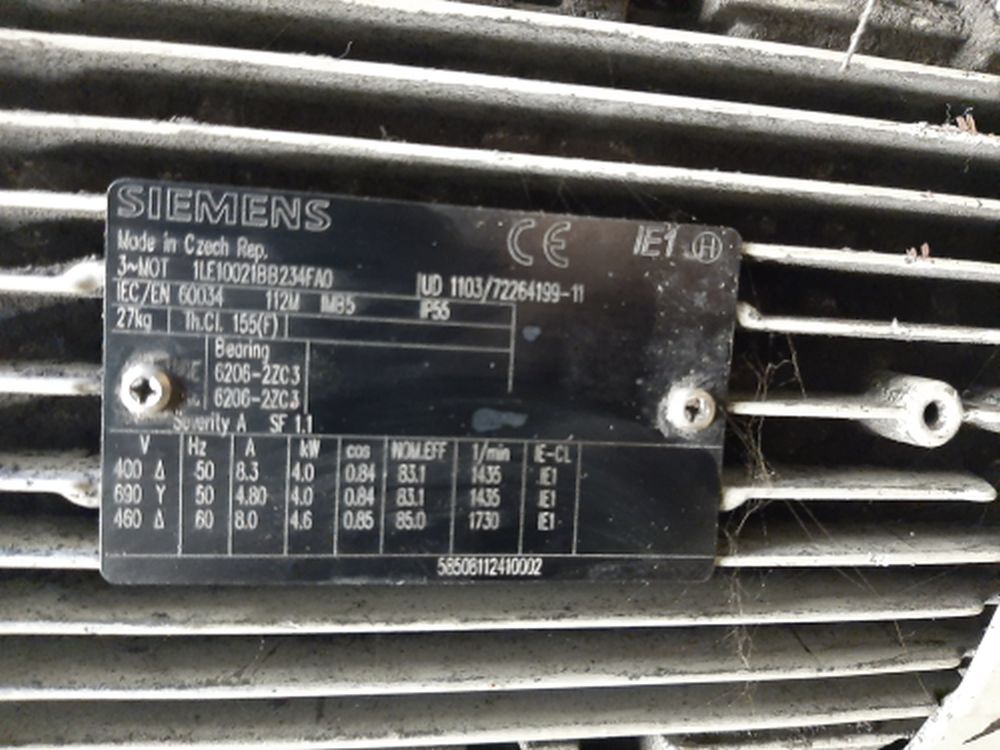 SIEMENS
CE IE1 H
Made in Czech Rep.
3~MOT 1LE10021BB234FA0 UD 1103/72264199-11
IEC/EN 60034 112M IMB5 IP55
27kg Th.Cl. 155(F)
Bearing
6206-2ZC3
6206-2ZC3
Severity A SF 1.1
V Hz A kW cos NOM.EFF 1/min IE-CL
400 Δ 50 8.3 4.0 0.84 83.1 1435 IE1
690 Y 50 4.80 4.0 0.84 83.1 1435 IE1
460 Δ 60 8.0 4.6 0.85 85.0 1730 IE1
58508112410002